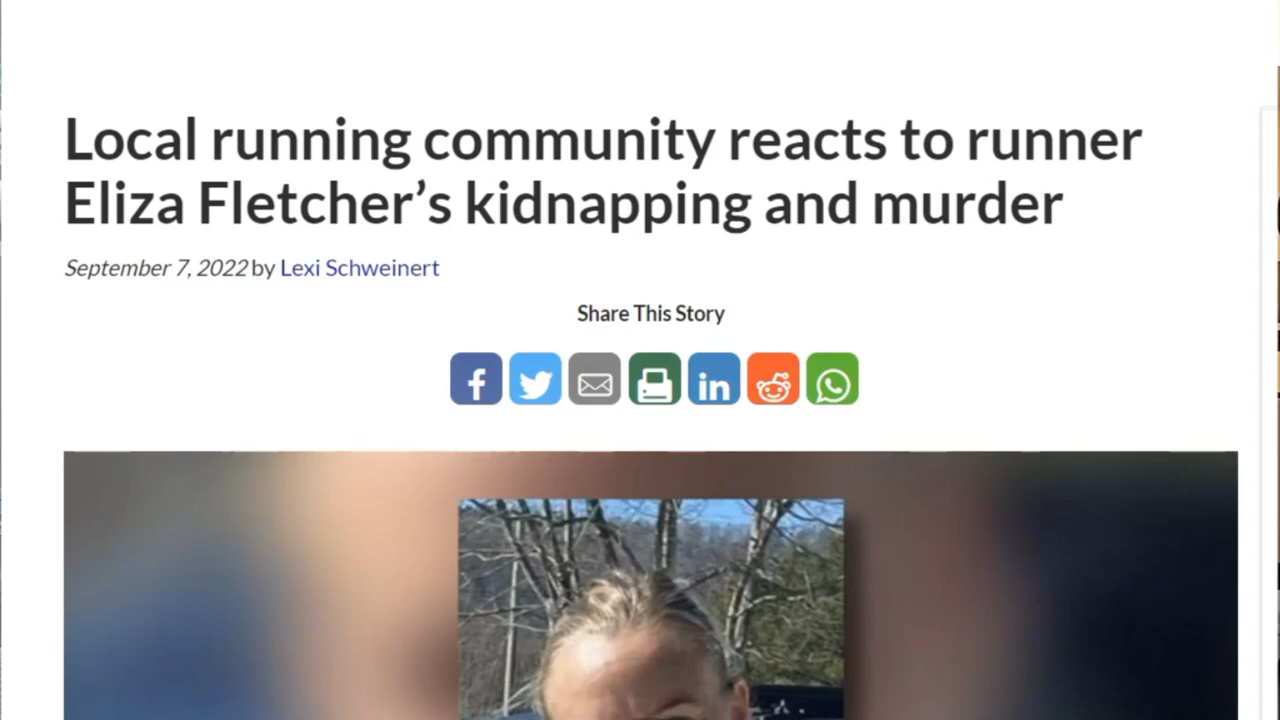 Local running community reacts to runner
Eliza Fletcher’s kidnapping and murder
September 7, 2022 by Lexi Schweinert
Share This Story
f
in